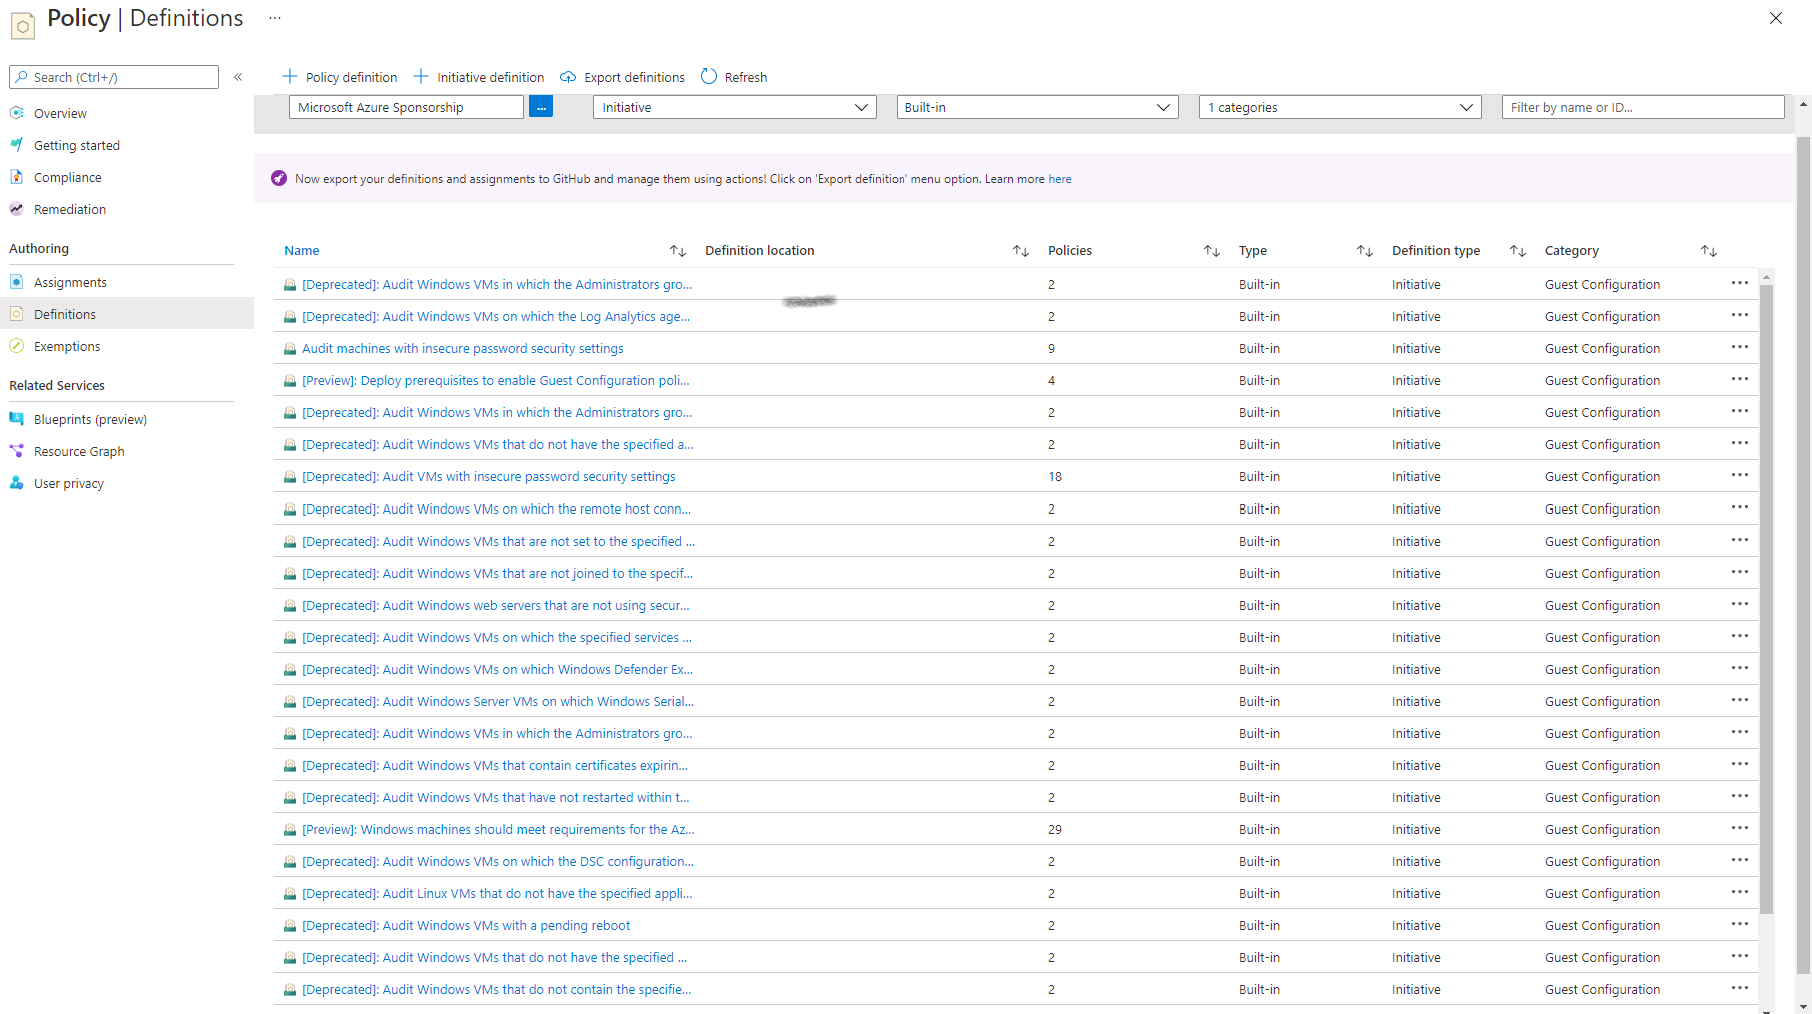 Policy | Definitions ...
Search (Ctrl+/) «
Policy definition Initiative definition Export definitions Refresh
Overview
Getting started
Compliance
Remediation
Authoring
Assignments
Definitions
Exemptions
Related Services
Blueprints (preview)
Resource Graph
User privacy
Microsoft Azure Sponsorship ... Initiative Built-in 1 categories Filter by name or ID...
Now export your definitions and assignments to GitHub and manage them using actions! Click on 'Export definition' menu option. Learn more here
Name Definition location Policies Type Definition type Category
[Deprecated]: Audit Windows VMs in which the Administrators gro... 2 Built-in Initiative Guest Configuration ...
[Deprecated]: Audit Windows VMs on which the Log Analytics age... 2 Built-in Initiative Guest Configuration ...
Audit machines with insecure password security settings 9 Built-in Initiative Guest Configuration ...
[Preview]: Deploy prerequisites to enable Guest Configuration poli... 4 Built-in Initiative Guest Configuration ...
[Deprecated]: Audit Windows VMs in which the Administrators gro... 2 Built-in Initiative Guest Configuration ...
[Deprecated]: Audit Windows VMs that do not have the specified a... 2 Built-in Initiative Guest Configuration ...
[Deprecated]: Audit VMs with insecure password security settings 18 Built-in Initiative Guest Configuration ...
[Deprecated]: Audit Windows VMs on which the remote host conn... 2 Built-in Initiative Guest Configuration ...
[Deprecated]: Audit Windows VMs that are not set to the specified ... 2 Built-in Initiative Guest Configuration ...
[Deprecated]: Audit Windows VMs that are not joined to the specif... 2 Built-in Initiative Guest Configuration ...
[Deprecated]: Audit Windows web servers that are not using secur... 2 Built-in Initiative Guest Configuration ...
[Deprecated]: Audit Windows VMs on which the specified services ... 2 Built-in Initiative Guest Configuration ...
[Deprecated]: Audit Windows VMs on which Windows Defender Ex... 2 Built-in Initiative Guest Configuration ...
[Deprecated]: Audit Windows Server VMs on which Windows Serial... 2 Built-in Initiative Guest Configuration ...
[Deprecated]: Audit Windows VMs in which the Administrators gro... 2 Built-in Initiative Guest Configuration ...
[Deprecated]: Audit Windows VMs that contain certificates expirin... 2 Built-in Initiative Guest Configuration ...
[Deprecated]: Audit Windows VMs that have not restarted within t... 2 Built-in Initiative Guest Configuration ...
[Preview]: Windows machines should meet requirements for the Az... 29 Built-in Initiative Guest Configuration ...
[Deprecated]: Audit Windows VMs on which the DSC configuration... 2 Built-in Initiative Guest Configuration ...
[Deprecated]: Audit Linux VMs that do not have the specified appli... 2 Built-in Initiative Guest Configuration ...
[Deprecated]: Audit Windows VMs with a pending reboot 2 Built-in Initiative Guest Configuration ...
[Deprecated]: Audit Windows VMs that do not have the specified ... 2 Built-in Initiative Guest Configuration ...
[Deprecated]: Audit Windows VMs that do not contain the specifie... 2 Built-in Initiative Guest Configuration ...